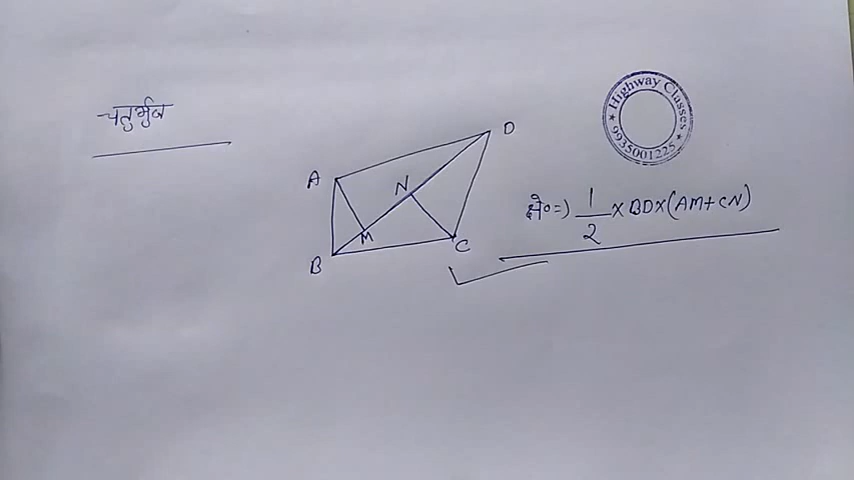 चतुर्भुज
Highway Classes
★ 9935001225 ★
D
A
N
M
C
B
क्षे०=) 1/2 × BD × (AM + CN)